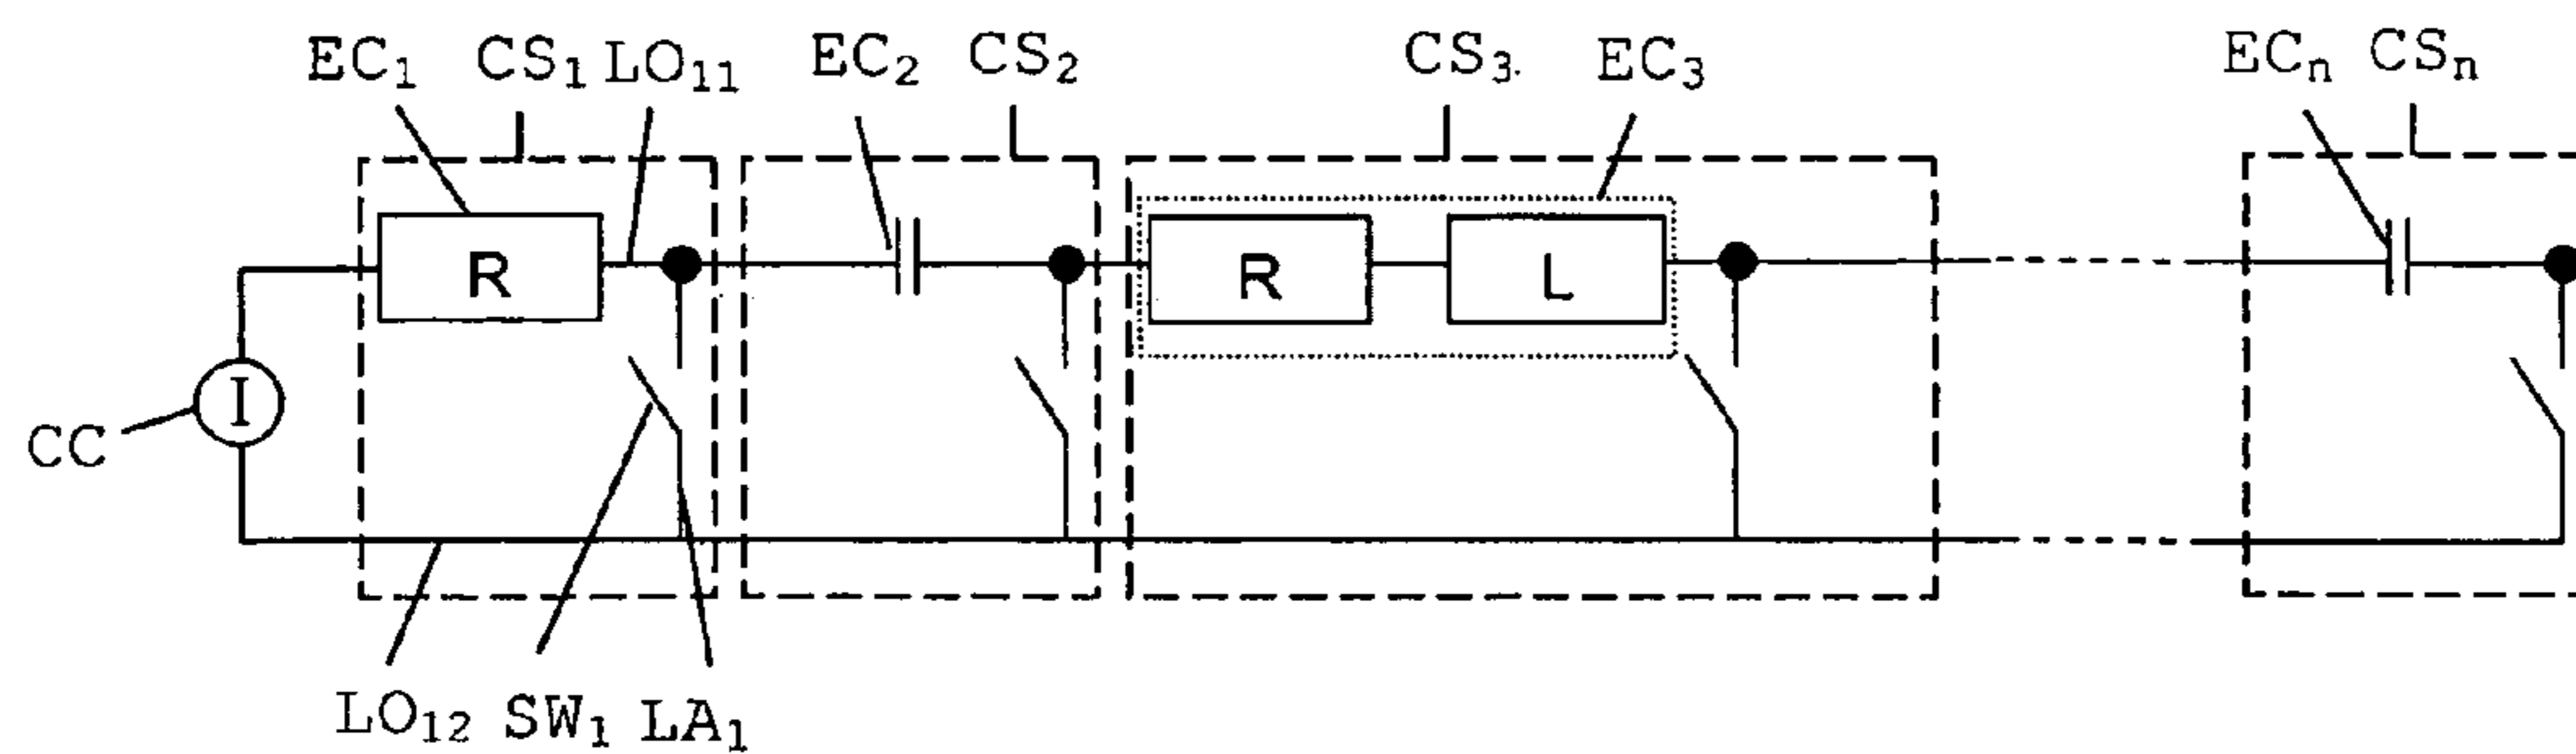 EC₁ CS₁ LO₁₁ EC₂ CS₂ CS₃ EC₃ ECₙ CSₙ
R R L
I
CC
LO₁₂ SW₁ LA₁